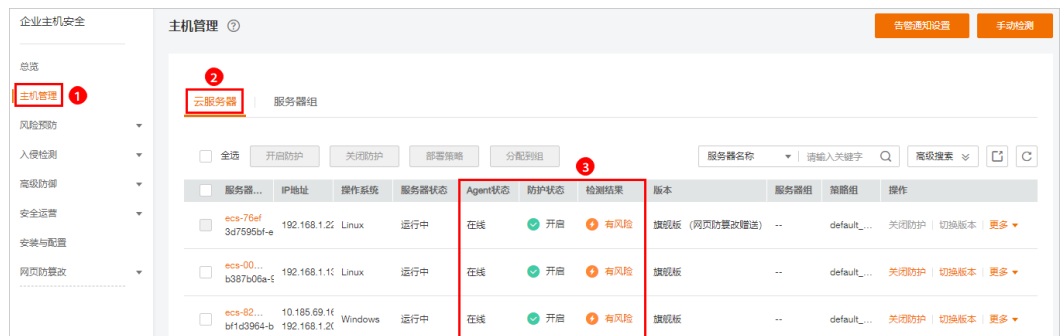 企业主机安全
总览
主机管理 1
风险预防
入侵检测
高级防御
安全运营
安装与配置
网页防篡改
主机管理 ?
告警通知设置 手动检测
2
云服务器 服务器组
全选 开启防护 关闭防护 部署策略 分配到组 服务器名称 请输入关键字 高级搜索
3
服务器... IP地址 操作系统 服务器状态 Agent状态 防护状态 检测结果 版本 服务器组 策略组 操作
ecs-76ef
3d7595bf-e 192.168.1.22 Linux 运行中 在线 开启 有风险 旗舰版 (网页防篡改赠送) -- default_... 关闭防护 切换版本 更多
ecs-00...
b387b06a-9 192.168.1.13 Linux 运行中 在线 开启 有风险 旗舰版 -- default_... 关闭防护 切换版本 更多
ecs-82... 10.185.69.16
bf1d3964-b 192.168.1.20 Windows 运行中 在线 开启 有风险 旗舰版 -- default_... 关闭防护 切换版本 更多